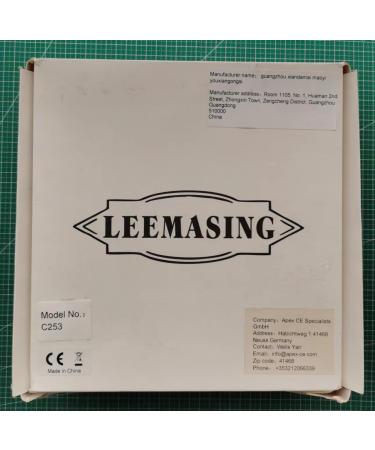 Manufacturer name: guangzhou xiandamai maoyi
youxiangongsi
Manufacturer address: Room 1105, No. 1, Huaman 2nd
Street, Zhongxin Town, Zengcheng District, Guangzhou
Guangdong
510000
China
LEEMASING
Model No.:
C253
CE
Made in China
Company: Apex CE Specialists
GmbH
Address: Habichtweg 1 41468
Neuss Germany
Contact: Wells Yan
Email: info@apex-ce.com
Zip code: 41468
Phone: +353212066339